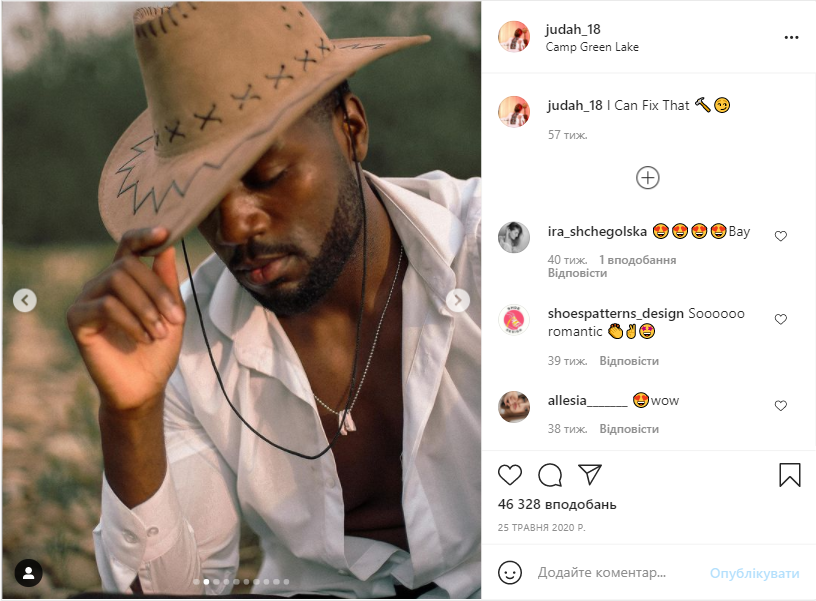 judah_18
Camp Green Lake
judah_18 I Can Fix That 🔨😏
57 тиж.
ira_shchegolska 🤩🤩🤩🤩Bay
40 тиж. 1 вподобання
Відповісти
shoespatterns_design Soooooo
romantic 👏✌🤩
39 тиж. Відповісти
allesia_______ 🤩wow
38 тиж. Відповісти
46 328 вподобань
25 ТРАВНЯ 2020 Р.
Додайте коментар... Опублікувати